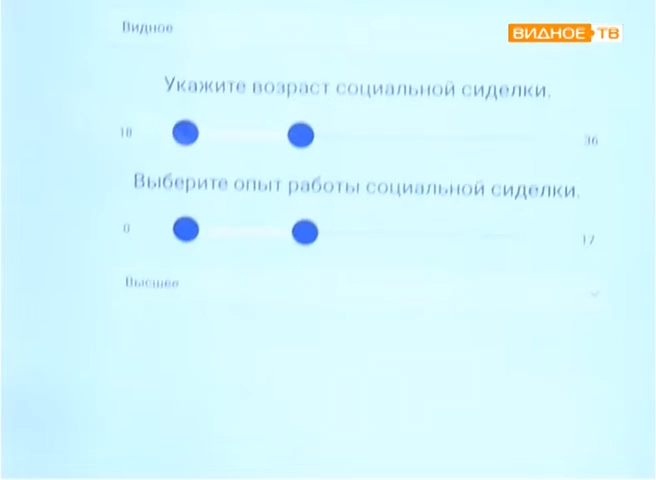 Видное
ВИДНОЕ ТВ
Укажите возраст социальной сиделки.
18
36
Выберите опыт работы социальной сиделки.
0
17
Высшее